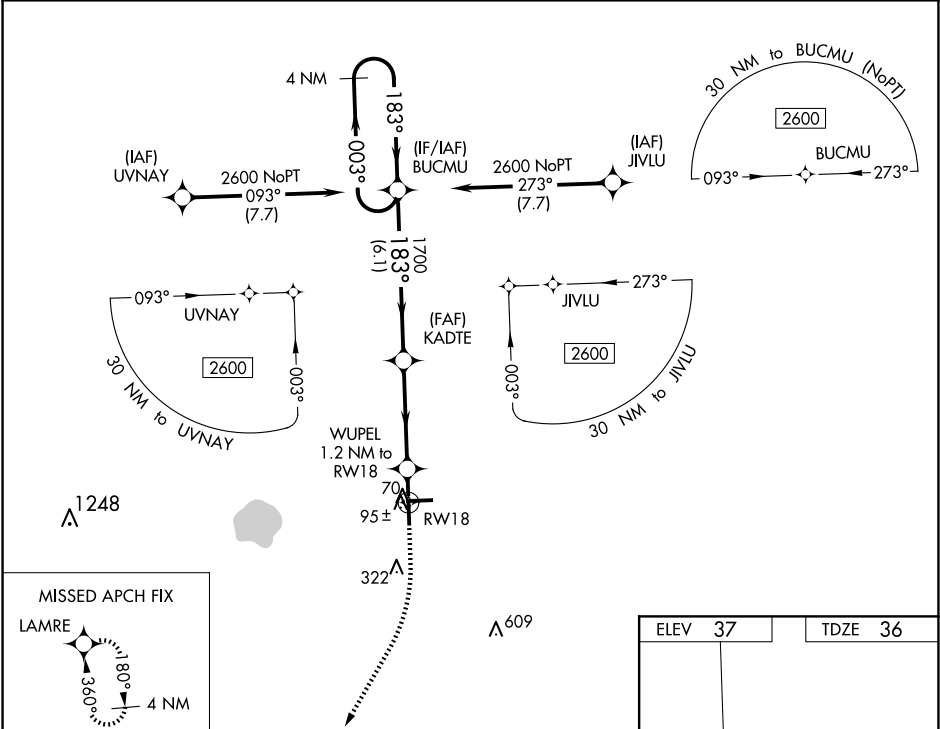 4 NM
183°
003°
(IF/IAF)
BUCMU
(IAF)
UVNAY
2600 NoPT
093°
(7.7)
2600 NoPT
273°
(7.7)
(IAF)
JIVLU
30 NM to BUCMU (NoPT)
2600
BUCMU
093°
273°
1700
183°
(6.1)
093°
UVNAY
2600
003°
30 NM to UVNAY
(FAF)
KADTE
273°
JIVLU
2600
003°
30 NM to JIVLU
WUPEL
1.2 NM to
RW18
70
95±
RW18
1248
322
609
MISSED APCH FIX
LAMRE
180°
360°
4 NM
ELEV 37
TDZE 36